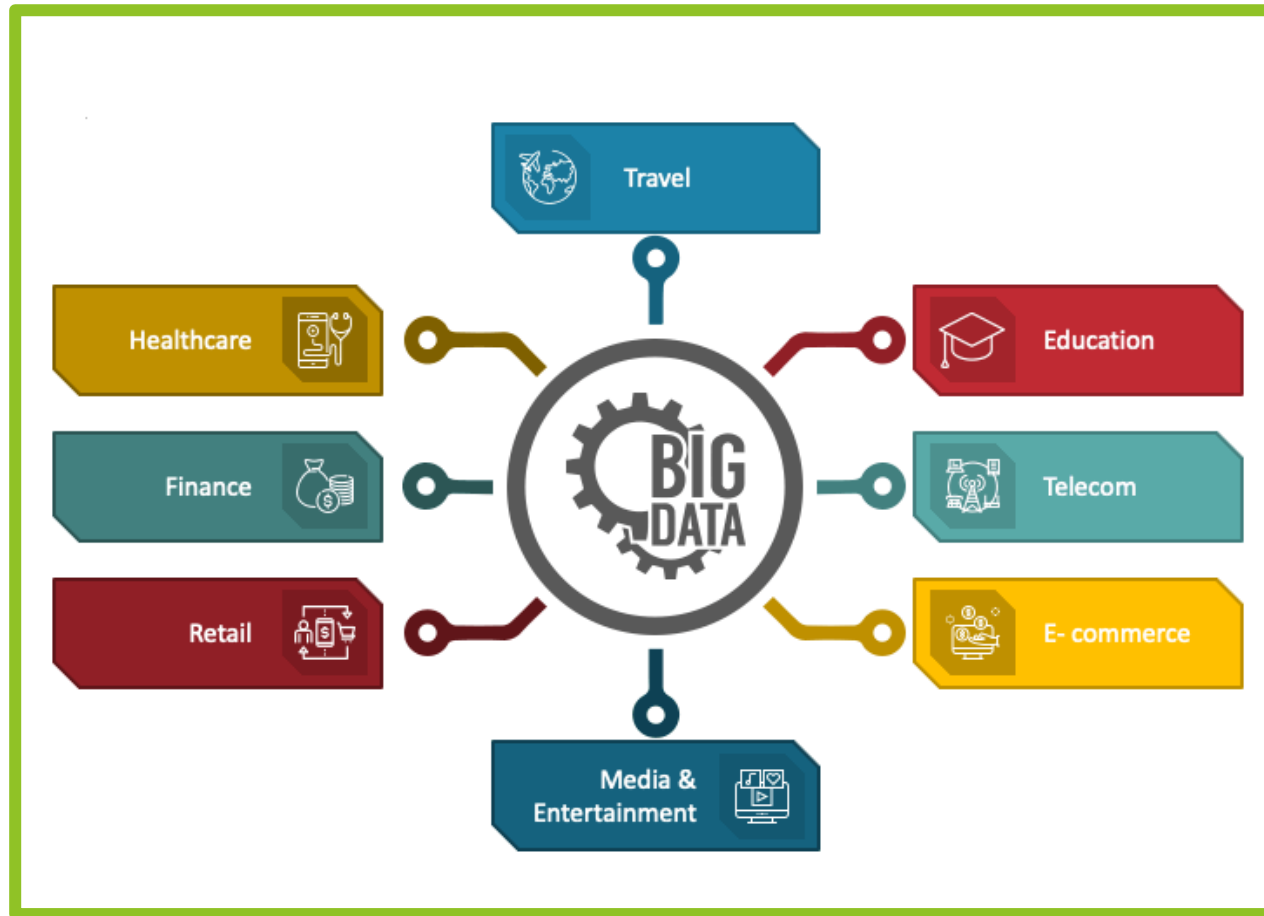 Travel
Healthcare
Education
BIG
DATA
Finance
Telecom
Retail
E- commerce
Media &
Entertainment